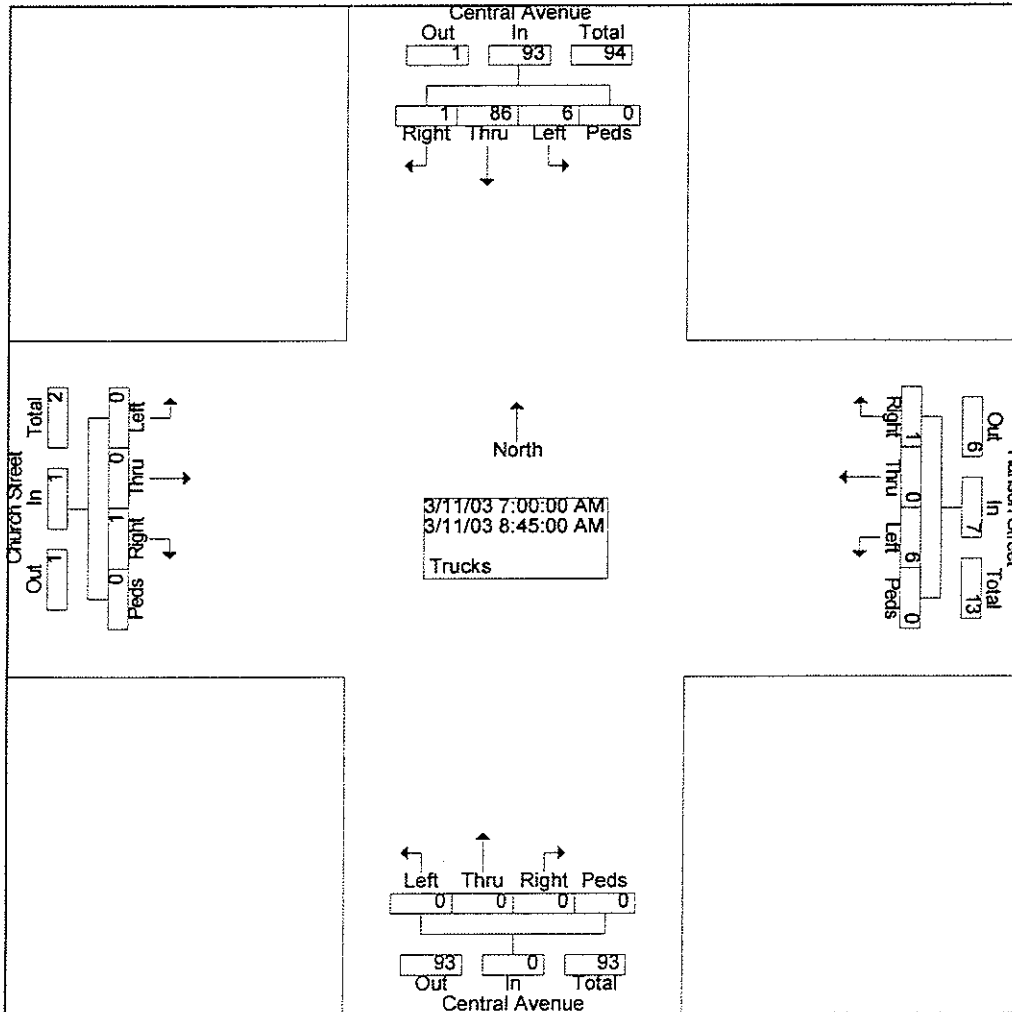 Central Avenue
Out In Total
1 93 94
1 86 6 0
Right Thru Left Peds
Church Street
Total In Out
2 1 1
0 0 1 0
Left Thru Right Peds
North
3/11/03 7:00:00 AM
3/11/03 8:45:00 AM
Trucks
Right Thru Left Peds
1 0 6 0
Out In Total
6 7 13
Street
Left Thru Right Peds
0 0 0 0
93 0 93
Out In Total
Central Avenue